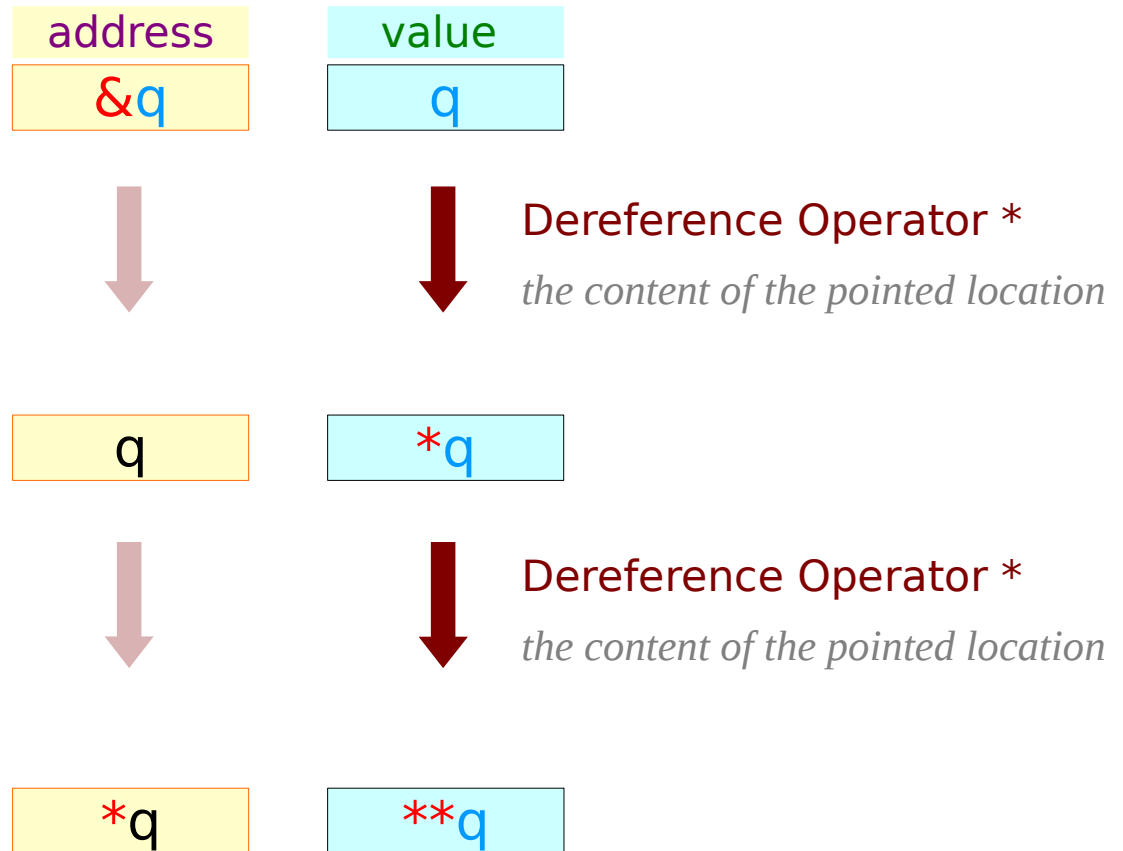 address value
&q q
Dereference Operator *
the content of the pointed location
q *q
Dereference Operator *
the content of the pointed location
*q **q